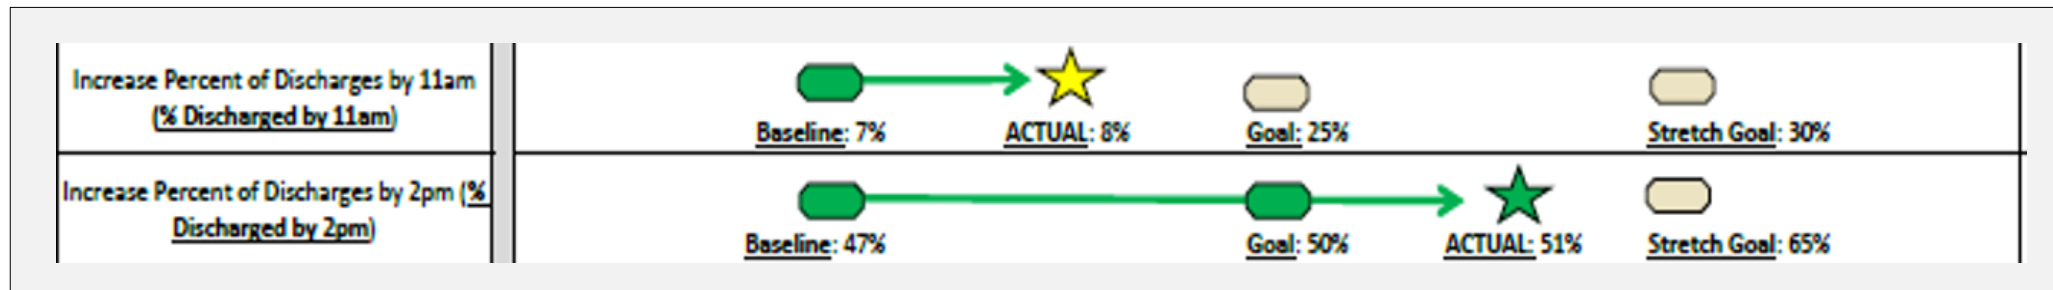 Increase Percent of Discharges by 11am
(% Discharged by 11am)
Baseline: 7%
ACTUAL: 8%
Goal: 25%
Stretch Goal: 30%
Increase Percent of Discharges by 2pm (%
Discharged by 2pm)
Baseline: 47%
Goal: 50%
ACTUAL: 51%
Stretch Goal: 65%